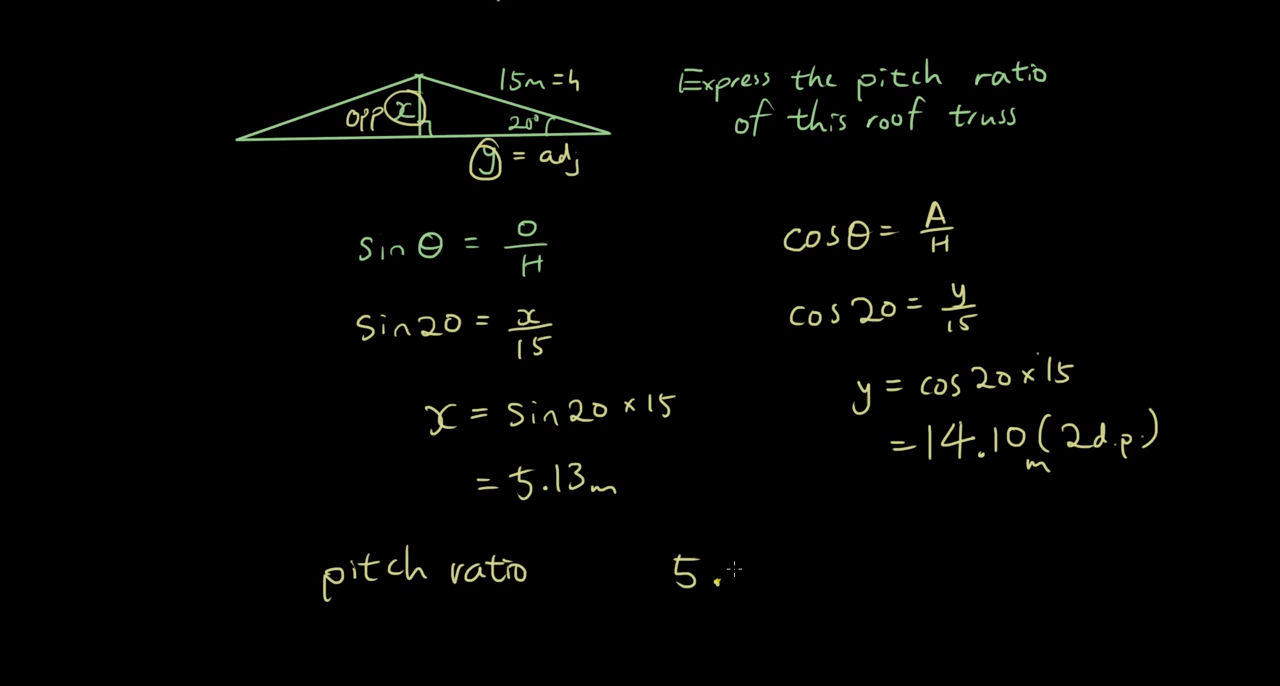 15m = h
opp x
20°
y = adj
Express the pitch ratio
of this roof truss
sin θ = O/H
sin 20 = x/15
x = sin 20 × 15
= 5.13m
cos θ = A/H
cos 20 = y/15
y = cos 20 × 15
= 14.10m (2d.p.)
pitch ratio 5.